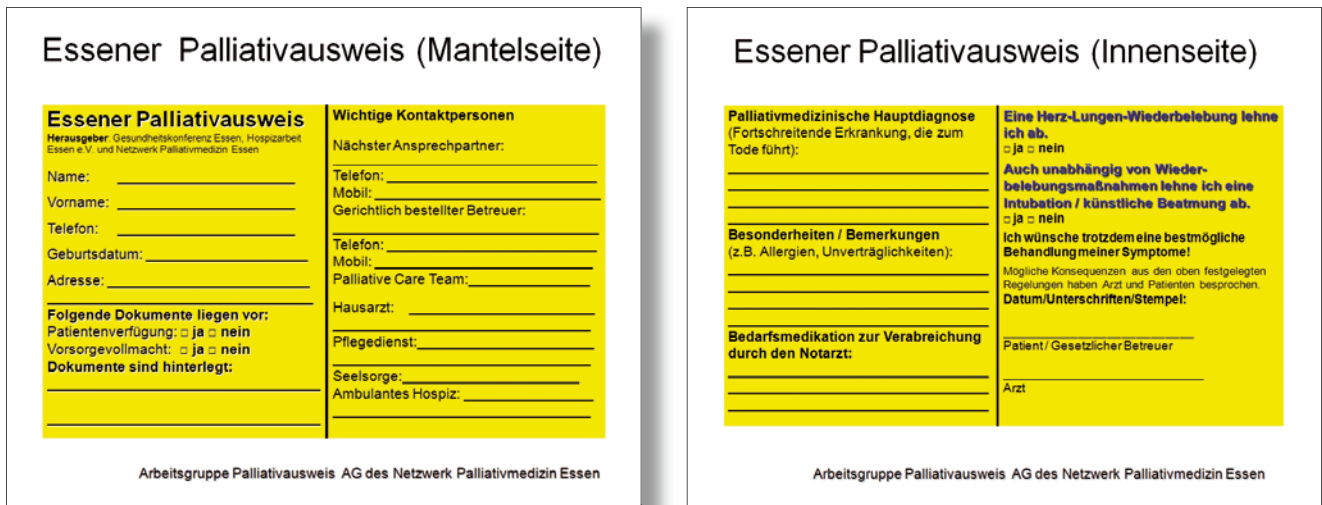 Essener Palliativausweis (Mantelseite)
Essener Palliativausweis
Herausgeber: Gesundheitskonferenz Essen, Hospizarbeit
Essen e.V. und Netzwerk Palliativmedizin Essen
Name:
Vorname:
Telefon:
Geburtsdatum:
Adresse:
Folgende Dokumente liegen vor:
Patientenverfügung: □ ja □ nein
Vorsorgevollmacht: □ ja □ nein
Dokumente sind hinterlegt:
Wichtige Kontaktpersonen
Nächster Ansprechpartner:
Telefon:
Mobil:
Gerichtlich bestellter Betreuer:
Telefon:
Mobil:
Palliative Care Team:
Hausarzt:
Pflegedienst:
Seelsorge:
Ambulantes Hospiz:
Arbeitsgruppe Palliativausweis AG des Netzwerk Palliativmedizin Essen
Essener Palliativausweis (Innenseite)
Palliativmedizinische Hauptdiagnose
(Fortschreitende Erkrankung, die zum
Tode führt):
Besonderheiten / Bemerkungen
(z.B. Allergien, Unverträglichkeiten):
Bedarfsmedikation zur Verabreichung
durch den Notarzt:
Eine Herz-Lungen-Wiederbelebung lehne
ich ab.
□ ja □ nein
Auch unabhängig von Wieder-
belebungsmaßnahmen lehne ich eine
Intubation / künstliche Beatmung ab.
□ ja □ nein
Ich wünsche trotzdem eine bestmögliche
Behandlung meiner Symptome!
Mögliche Konsequenzen aus den oben festgelegten
Regelungen haben Arzt und Patienten besprochen.
Datum/Unterschriften/Stempel:
Patient / Gesetzlicher Betreuer
Arzt
Arbeitsgruppe Palliativausweis AG des Netzwerk Palliativmedizin Essen